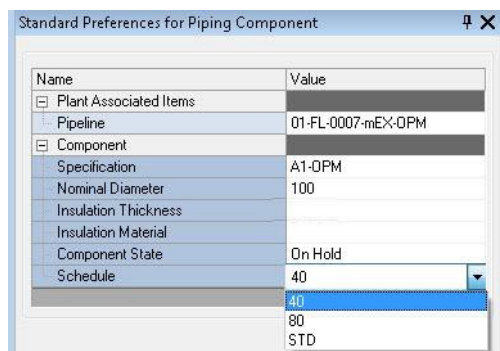 Standard Preferences for Piping Component
Name Value
Plant Associated Items
Pipeline 01-FL-0007-mEX-OPM
Component
Specification A1-OPM
Nominal Diameter 100
Insulation Thickness
Insulation Material
Component State On Hold
Schedule 40
40
80
STD